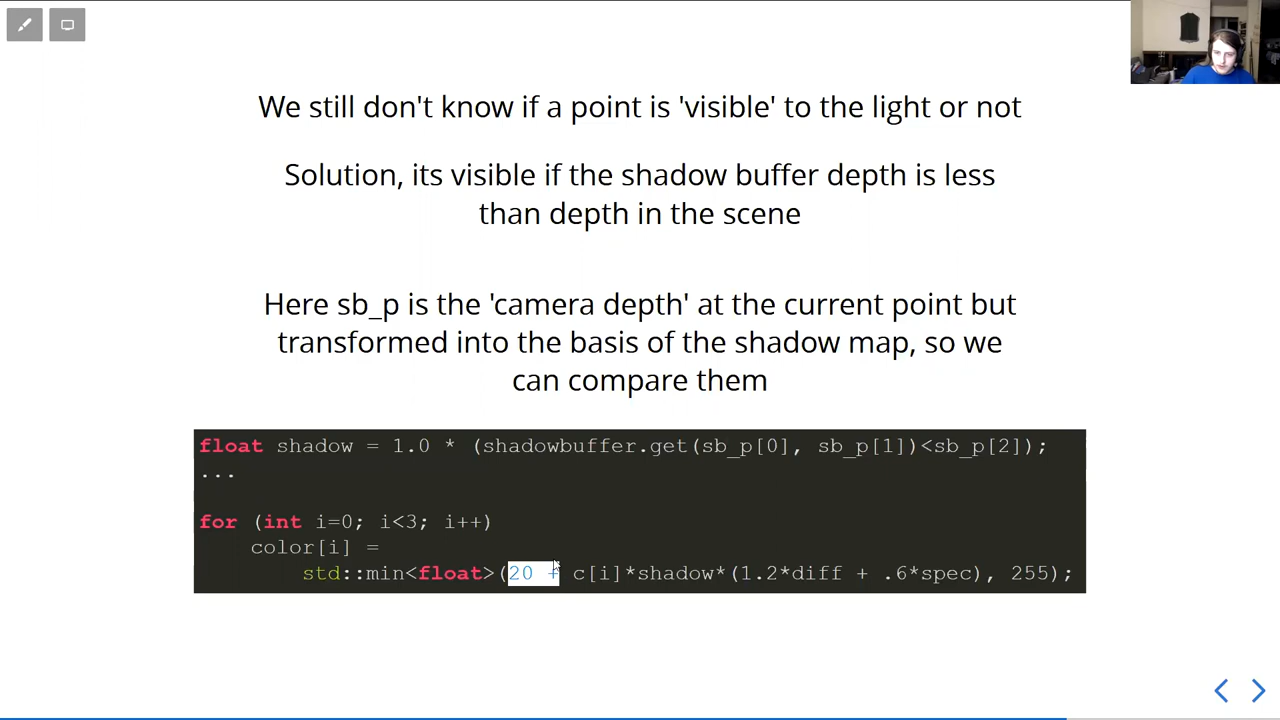 We still don't know if a point is 'visible' to the light or not
Solution, its visible if the shadow buffer depth is less
than depth in the scene
Here sb_p is the 'camera depth' at the current point but
transformed into the basis of the shadow map, so we
can compare them
float shadow = 1.0 * (shadowbuffer.get(sb_p[0], sb_p[1])<sb_p[2]);
...
for (int i=0; i<3; i++)
color[i] =
std::min<float>(20 + c[i]*shadow*(1.2*diff + .6*spec), 255);